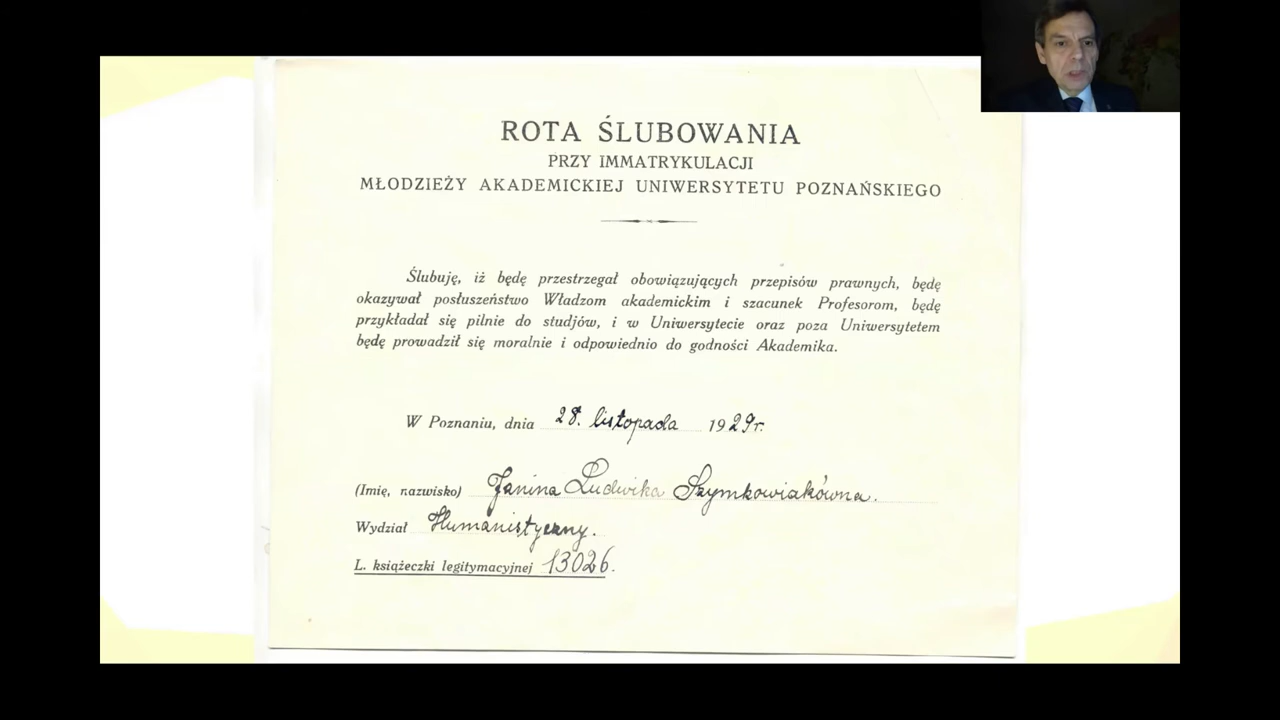 ROTA ŚLUBOWANIA
PRZY IMMATRYKULACJI
MŁODZIEŻY AKADEMICKIEJ UNIWERSYTETU POZNAŃSKIEGO
Ślubuję, iż będę przestrzegał obowiązujących przepisów prawnych, będę
okazywał posłuszeństwo Władzom akademickim i szacunek Profesorom, będę
przykładał się pilnie do studjów, i w Uniwersytecie oraz poza Uniwersytetem
będę prowadził się moralnie i odpowiednio do godności Akademika.
W Poznaniu, dnia 28. listopada 1929r.
(Imię, nazwisko) Janina Ludwika Szymkowiakówna.
Wydział Humanistyczny.
L. książeczki legitymacyjnej 13026.